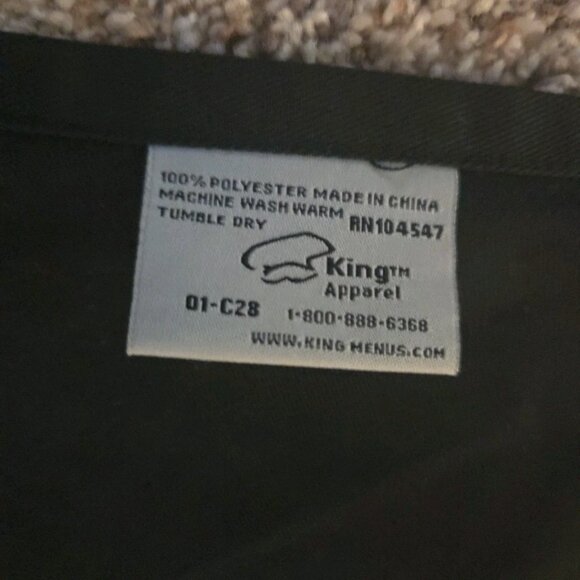 100% POLYESTER MADE IN CHINA
MACHINE WASH WARM RN104547
TUMBLE DRY
King™
Apparel
01-C28 1-800-888-6368
WWW.KING MENUS.COM